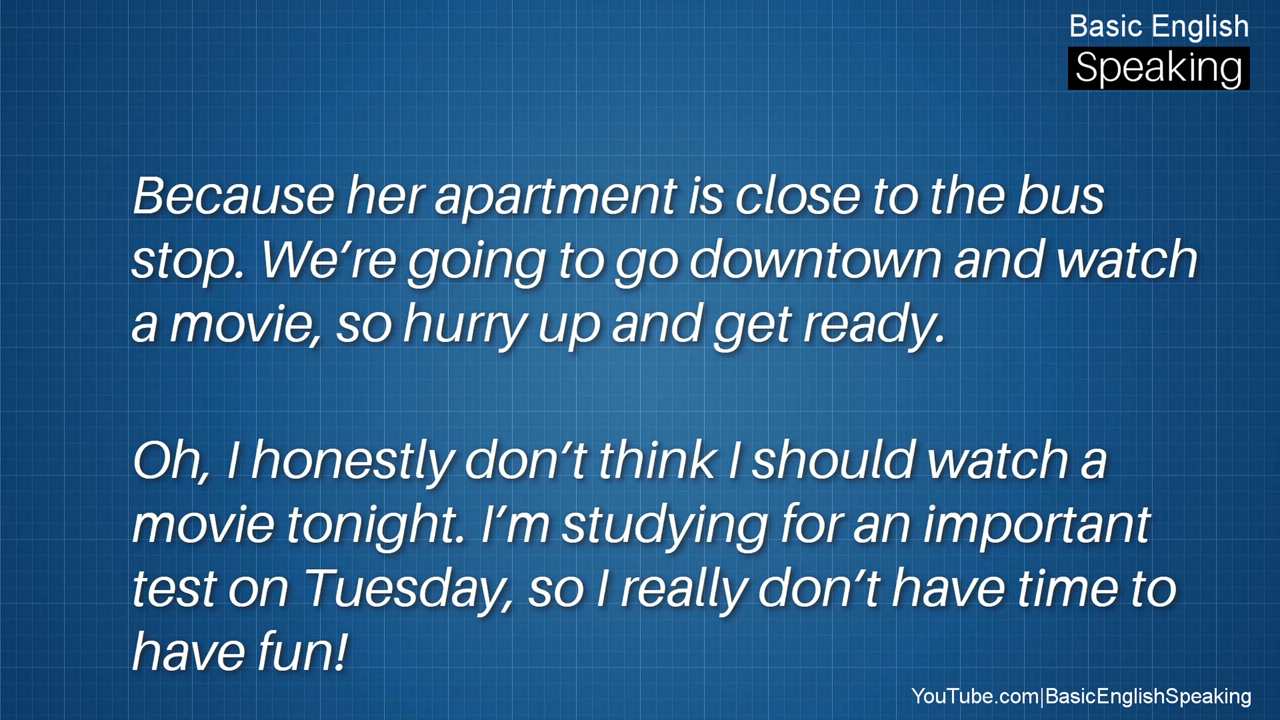 Basic English
Speaking
Because her apartment is close to the bus
stop. We’re going to go downtown and watch
a movie, so hurry up and get ready.
Oh, I honestly don’t think I should watch a
movie tonight. I’m studying for an important
test on Tuesday, so I really don’t have time to
have fun!
YouTube.com|BasicEnglishSpeaking